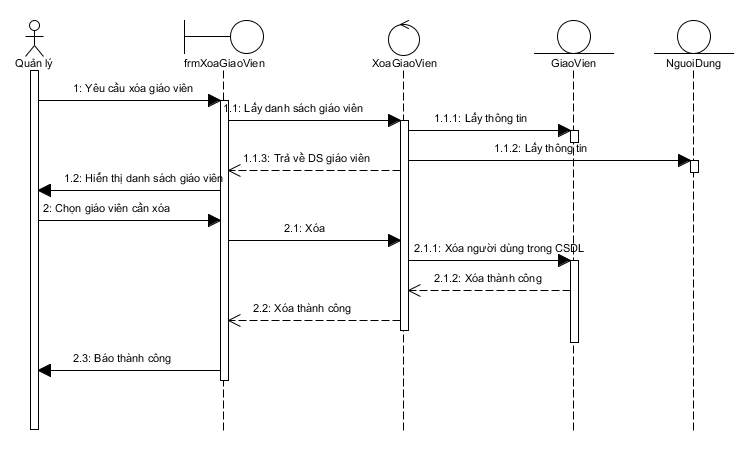 Quản lý
frmXoaGiaoVien
XoaGiaoVien
GiaoVien
NguoiDung
1: Yêu cầu xóa giáo viên
1.1: Lấy danh sách giáo viên
1.1.1: Lấy thông tin
1.1.2: Lấy thông tin
1.1.3: Trả về DS giáo viên
1.2: Hiển thị danh sách giáo viên
2: Chọn giáo viên cần xóa
2.1: Xóa
2.1.1: Xóa người dùng trong CSDL
2.1.2: Xóa thành công
2.2: Xóa thành công
2.3: Báo thành công